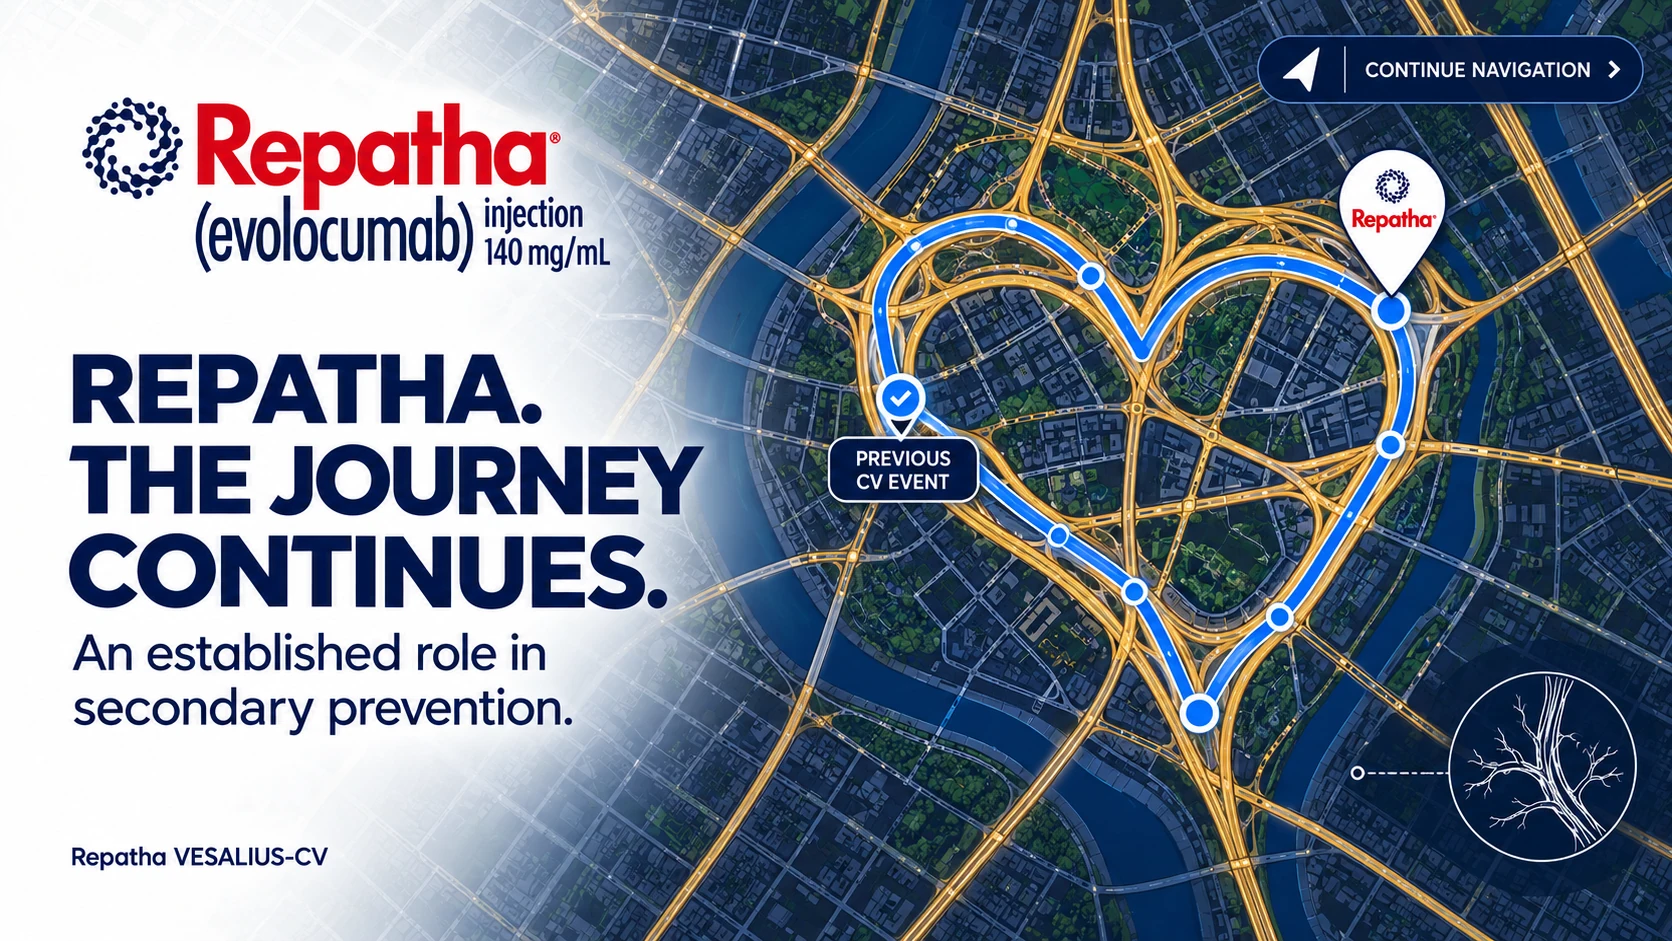 Repatha®
(evolocumab) injection
140 mg/mL
REPATHA.
THE JOURNEY
CONTINUES.
An established role in
secondary prevention.
Repatha VESALIUS-CV
CONTINUE NAVIGATION
Repatha®
PREVIOUS
CV EVENT